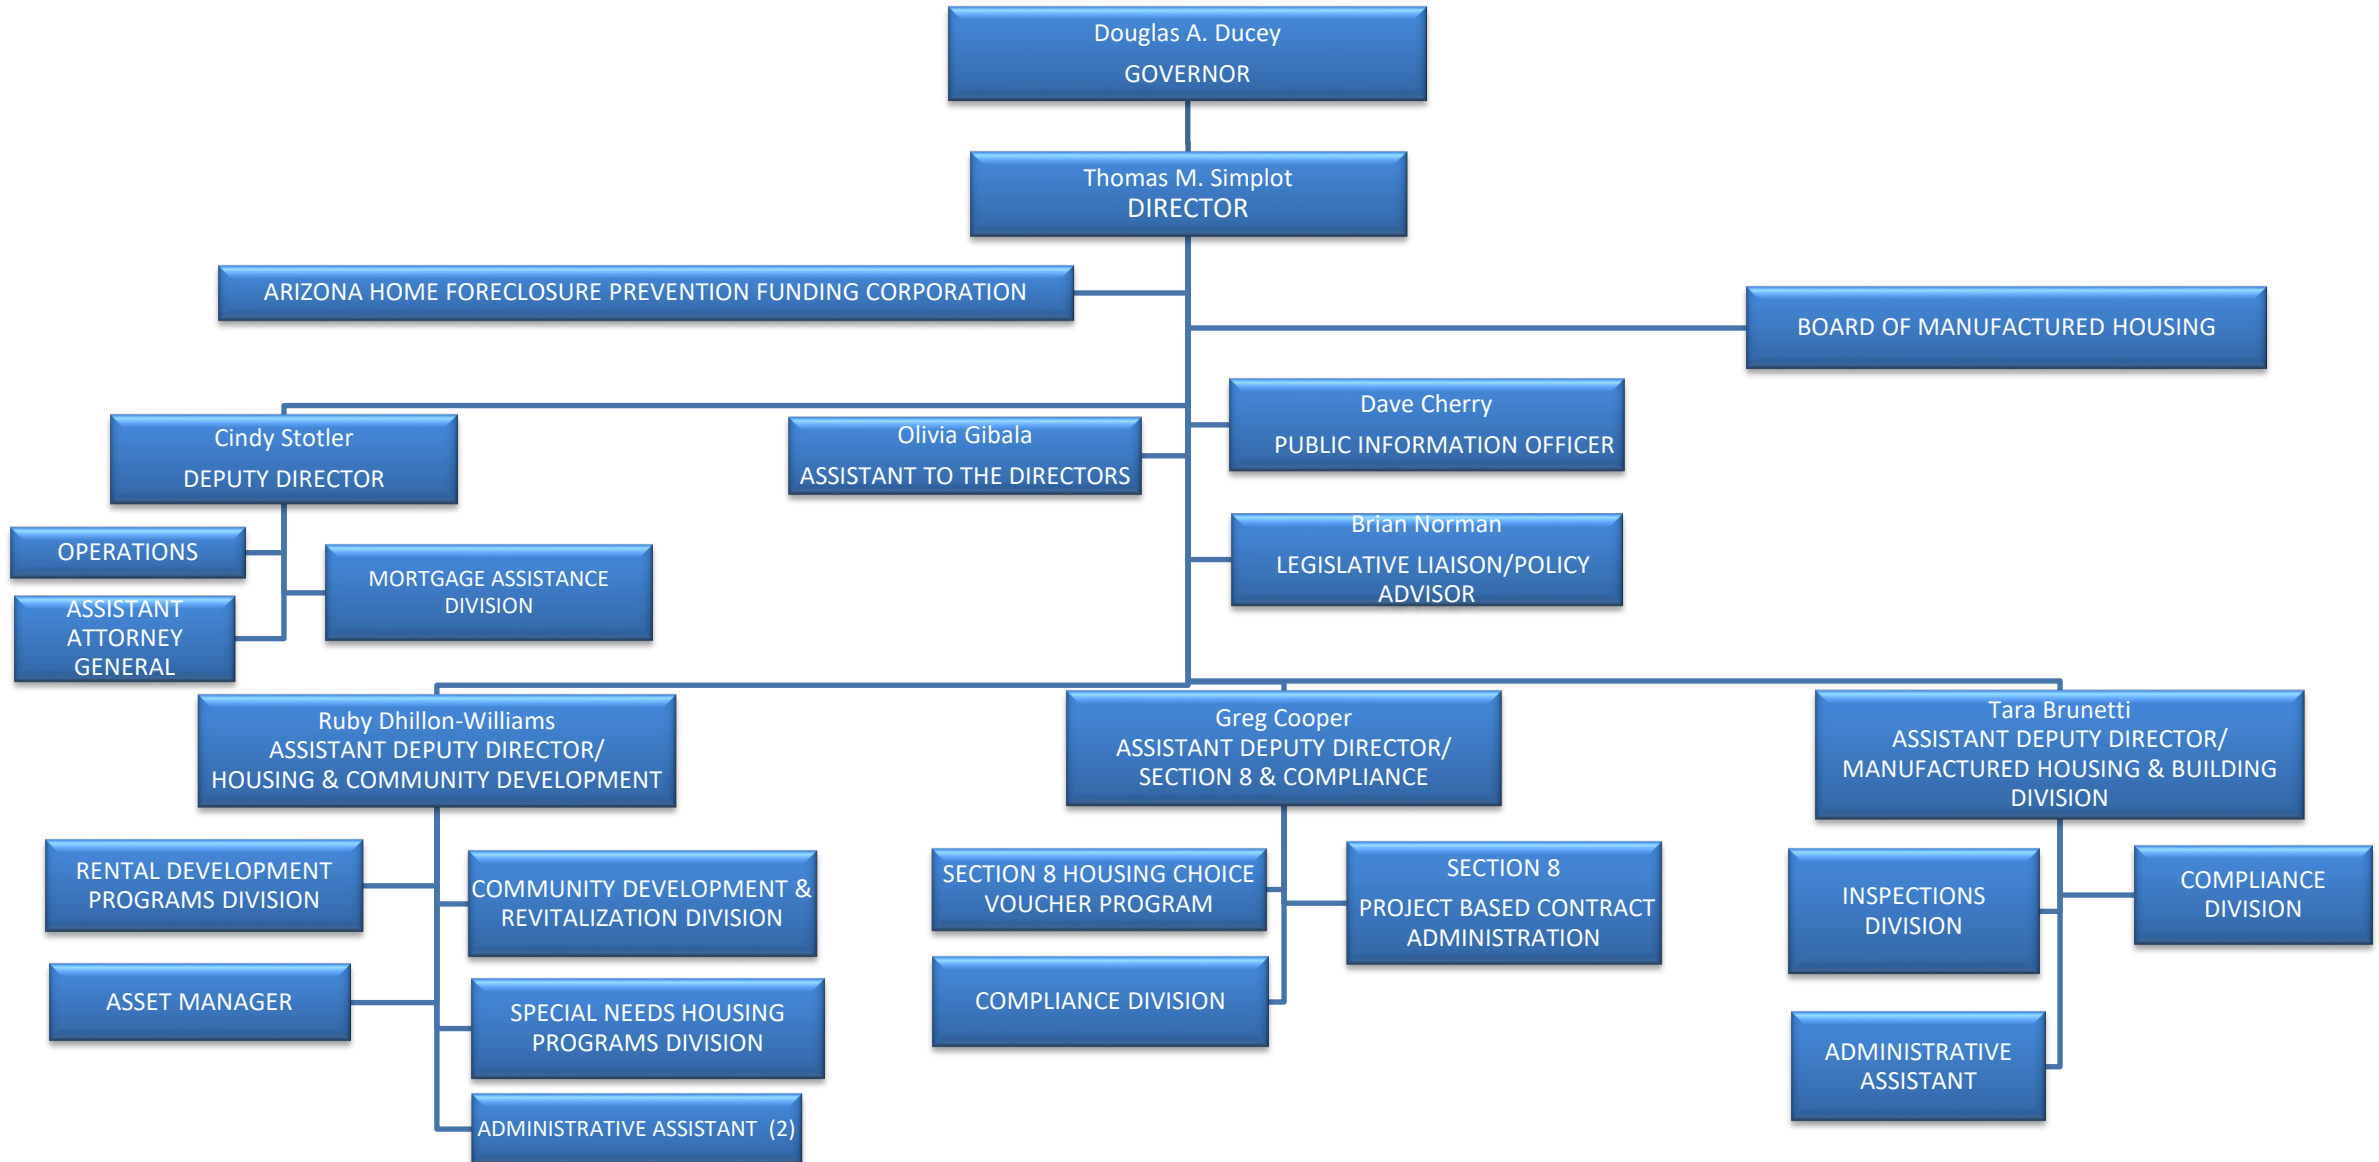 Douglas A. Ducey
GOVERNOR
Thomas M. Simplot
DIRECTOR
ARIZONA HOME FORECLOSURE PREVENTION FUNDING CORPORATION
BOARD OF MANUFACTURED HOUSING
Cindy Stotler
DEPUTY DIRECTOR
Olivia Gibala
ASSISTANT TO THE DIRECTORS
Dave Cherry
PUBLIC INFORMATION OFFICER
Brian Norman
LEGISLATIVE LIAISON/POLICY
ADVISOR
OPERATIONS
MORTGAGE ASSISTANCE
DIVISION
ASSISTANT
ATTORNEY
GENERAL
Ruby Dhillon-Williams
ASSISTANT DEPUTY DIRECTOR/
HOUSING & COMMUNITY DEVELOPMENT
Greg Cooper
ASSISTANT DEPUTY DIRECTOR/
SECTION 8 & COMPLIANCE
Tara Brunetti
ASSISTANT DEPUTY DIRECTOR/
MANUFACTURED HOUSING & BUILDING
DIVISION
RENTAL DEVELOPMENT
PROGRAMS DIVISION
COMMUNITY DEVELOPMENT &
REVITALIZATION DIVISION
ASSET MANAGER
SPECIAL NEEDS HOUSING
PROGRAMS DIVISION
ADMINISTRATIVE ASSISTANT (2)
SECTION 8 HOUSING CHOICE
VOUCHER PROGRAM
SECTION 8
PROJECT BASED CONTRACT
ADMINISTRATION
COMPLIANCE DIVISION
INSPECTIONS
DIVISION
COMPLIANCE
DIVISION
ADMINISTRATIVE
ASSISTANT